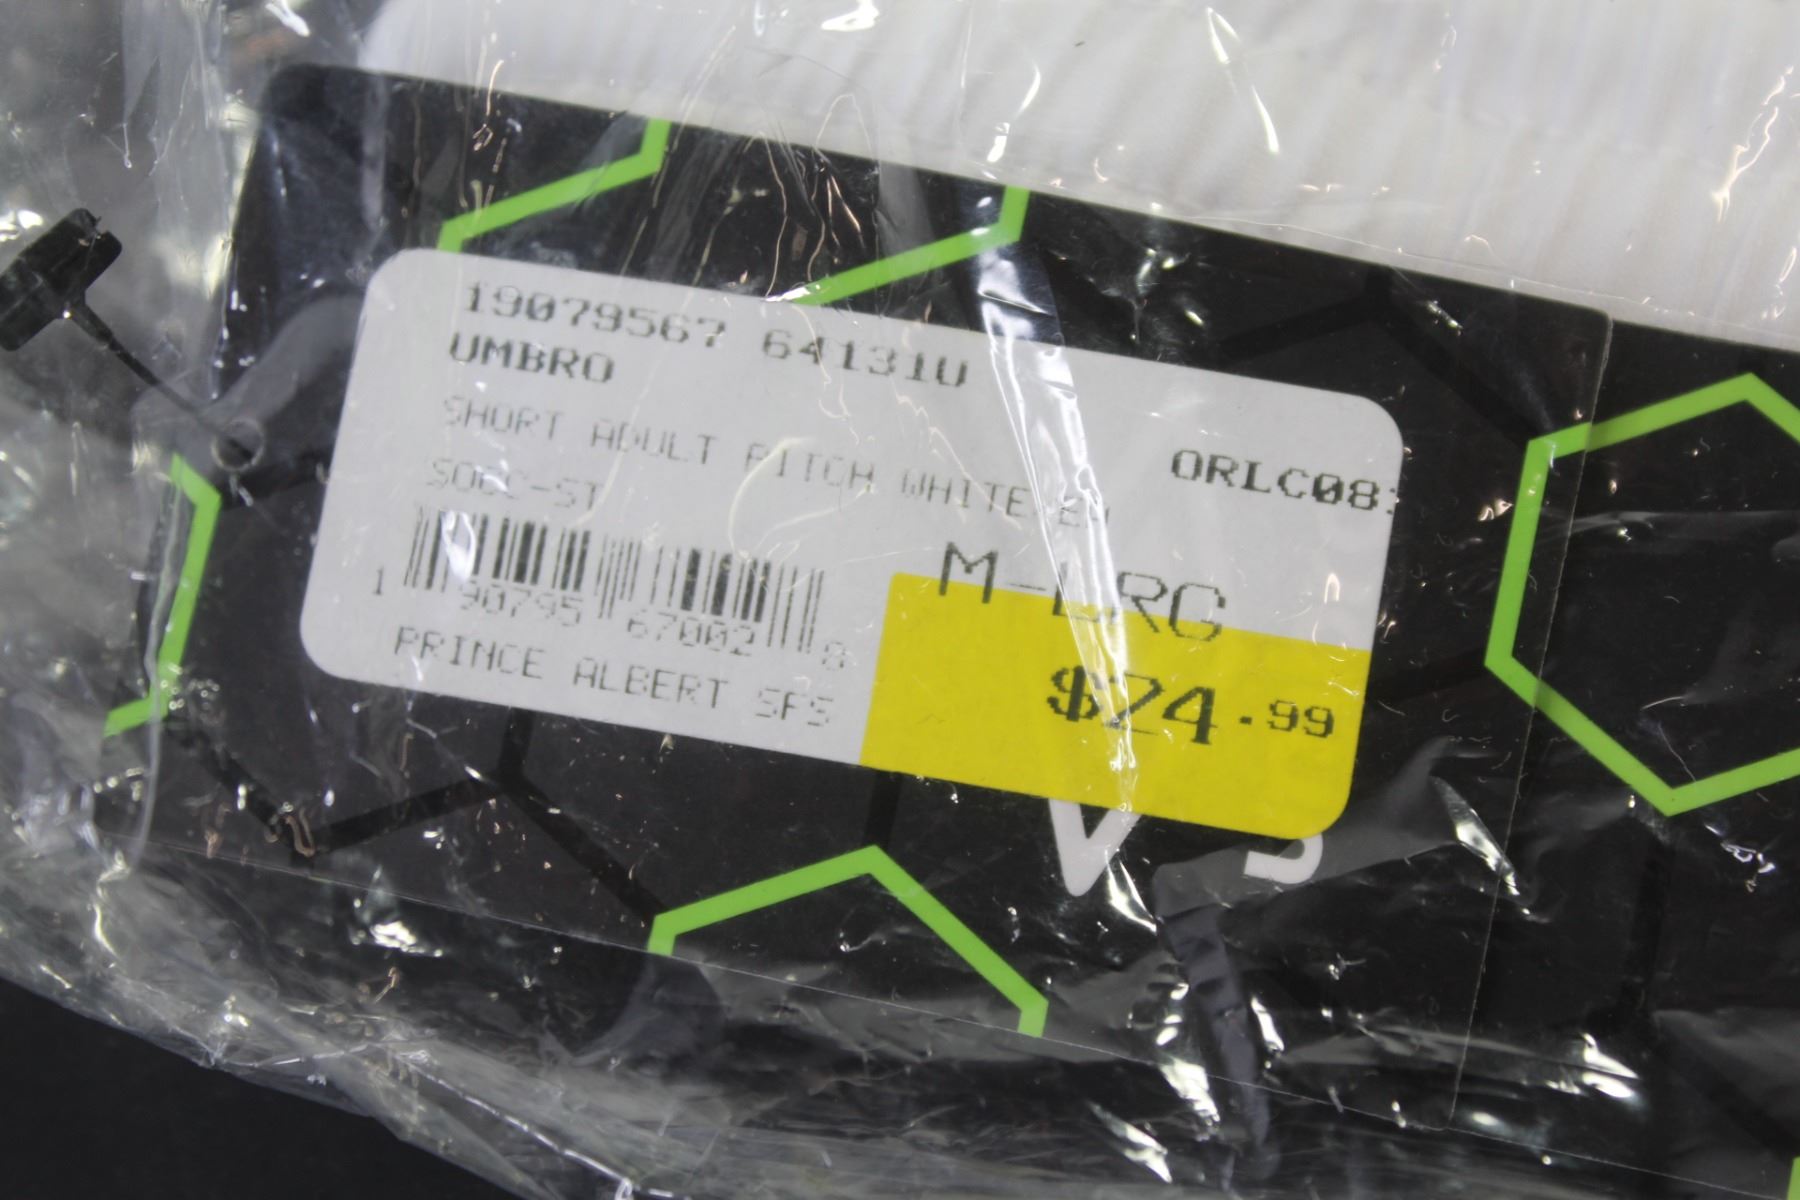 19079567 64131U
UMBRO
SHORT ADULT PITCH WHITE
ORLC08
SOCC-ST
M-LRG
1 90795 67002 8
$24.99
PRINCE ALBERT SFS